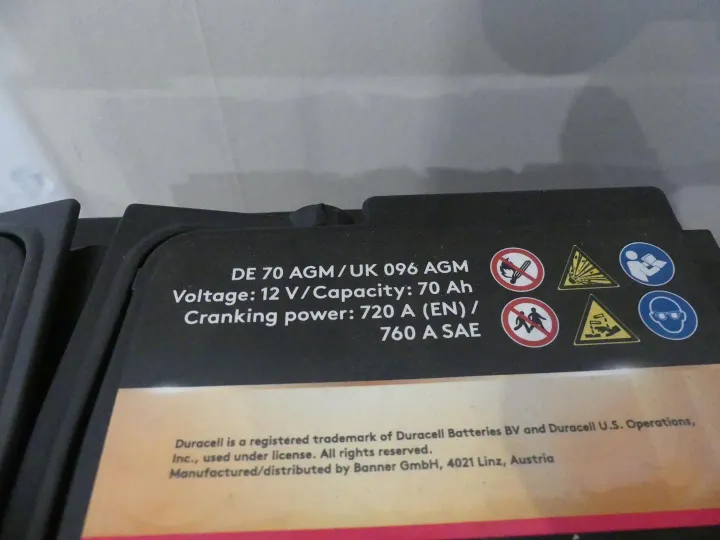 DE 70 AGM/UK 096 AGM
Voltage: 12 V/Capacity: 70 Ah
Cranking power: 720 A (EN)/
760 A SAE
Duracell is a registered trademark of Duracell Batteries BV and Duracell U.S. Operations,
Inc., used under license. All rights reserved.
Manufactured/distributed by Banner GmbH, 4021 Linz, Austria